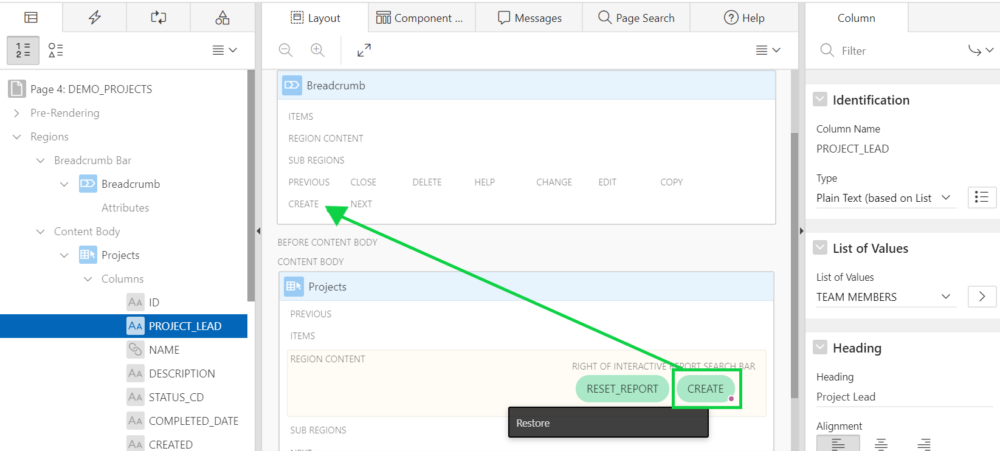 Layout
Component ...
Messages
Page Search
Help
Column
Filter
Page 4: DEMO_PROJECTS
Pre-Rendering
Regions
Breadcrumb Bar
Breadcrumb
Attributes
Content Body
Projects
Columns
ID
PROJECT_LEAD
NAME
DESCRIPTION
STATUS_CD
COMPLETED_DATE
CREATED
Breadcrumb
ITEMS
REGION CONTENT
SUB REGIONS
PREVIOUS CLOSE DELETE HELP CHANGE EDIT COPY
CREATE NEXT
BEFORE CONTENT BODY
CONTENT BODY
Projects
PREVIOUS
ITEMS
REGION CONTENT
RIGHT OF INTERACTIVE REPORT SEARCH BAR
RESET_REPORT CREATE
Restore
SUB REGIONS
NEXT
Identification
Column Name
PROJECT_LEAD
Type
Plain Text (based on List
List of Values
List of Values
TEAM MEMBERS
Heading
Heading
Project Lead
Alignment